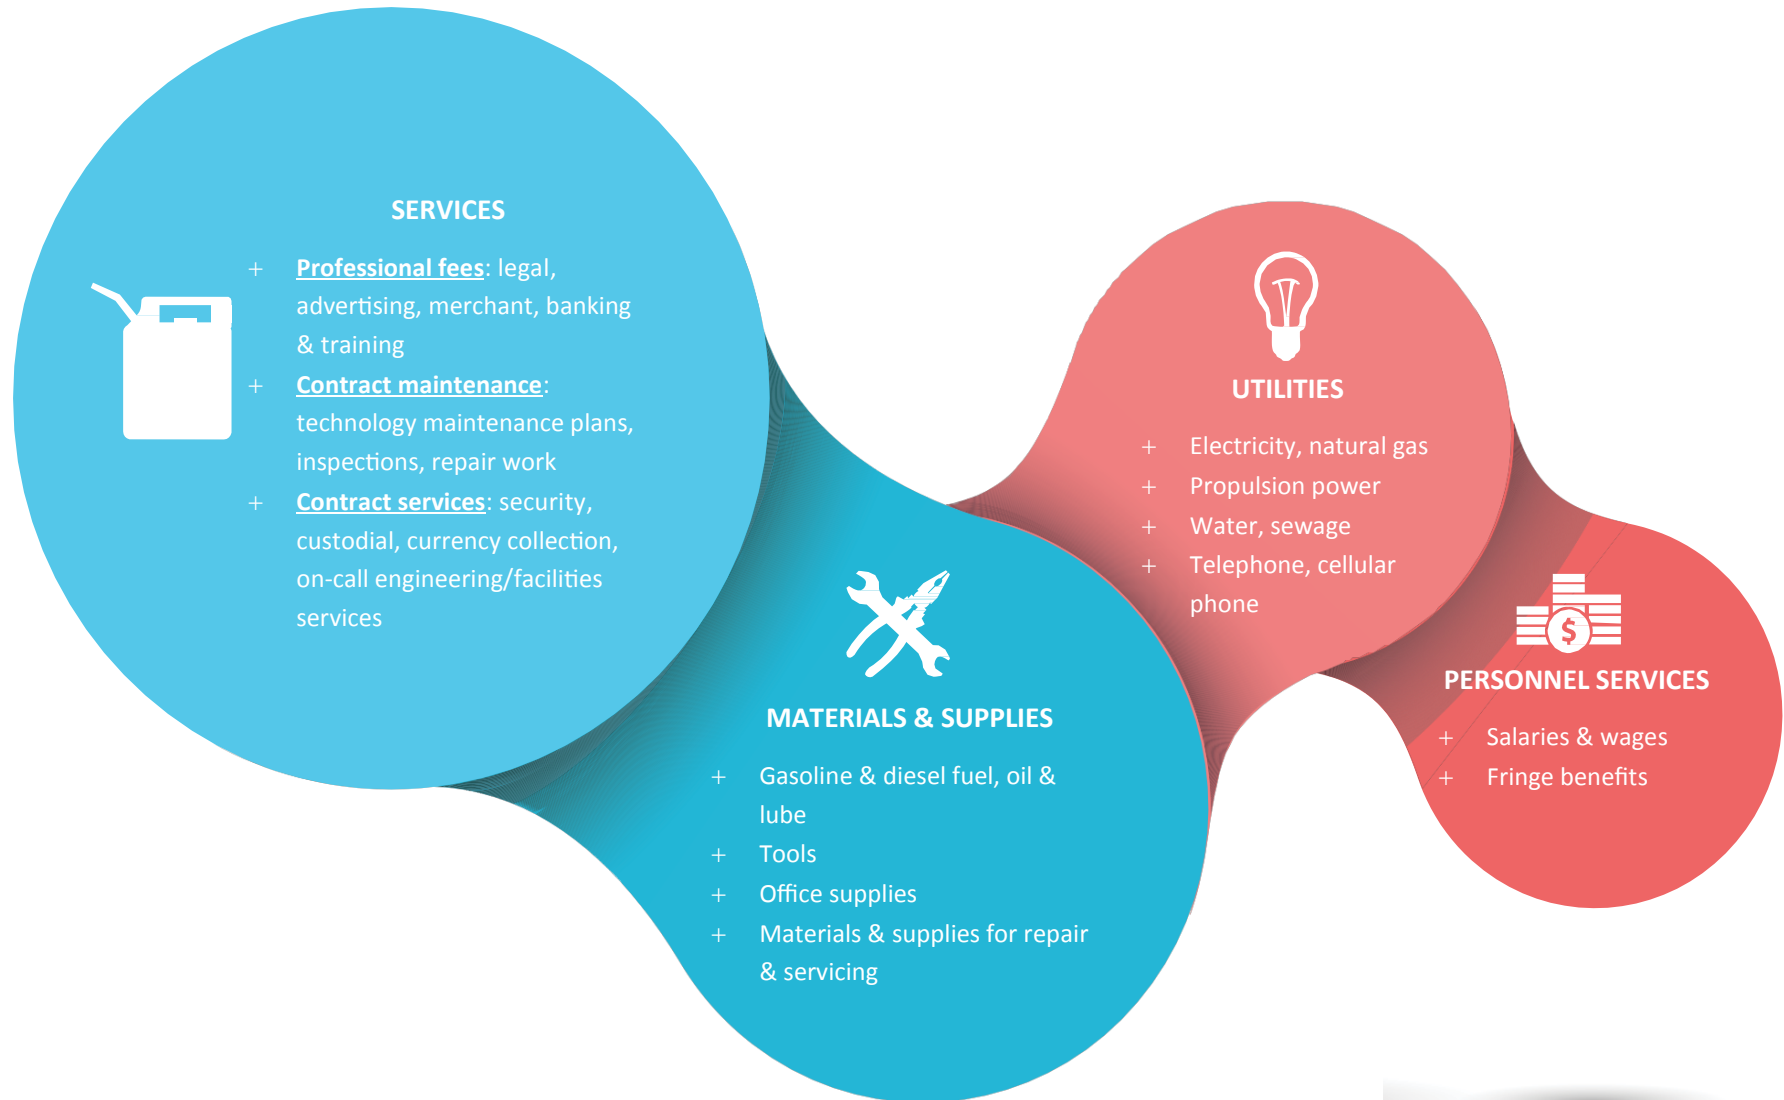 SERVICES
+ Professional fees: legal,
advertising, merchant, banking
& training
+ Contract maintenance:
technology maintenance plans,
inspections, repair work
+ Contract services: security,
custodial, currency collection,
on-call engineering/facilities
services
MATERIALS & SUPPLIES
+ Gasoline & diesel fuel, oil &
lube
+ Tools
+ Office supplies
+ Materials & supplies for repair
& servicing
UTILITIES
+ Electricity, natural gas
+ Propulsion power
+ Water, sewage
+ Telephone, cellular
phone
$
PERSONNEL SERVICES
+ Salaries & wages
+ Fringe benefits